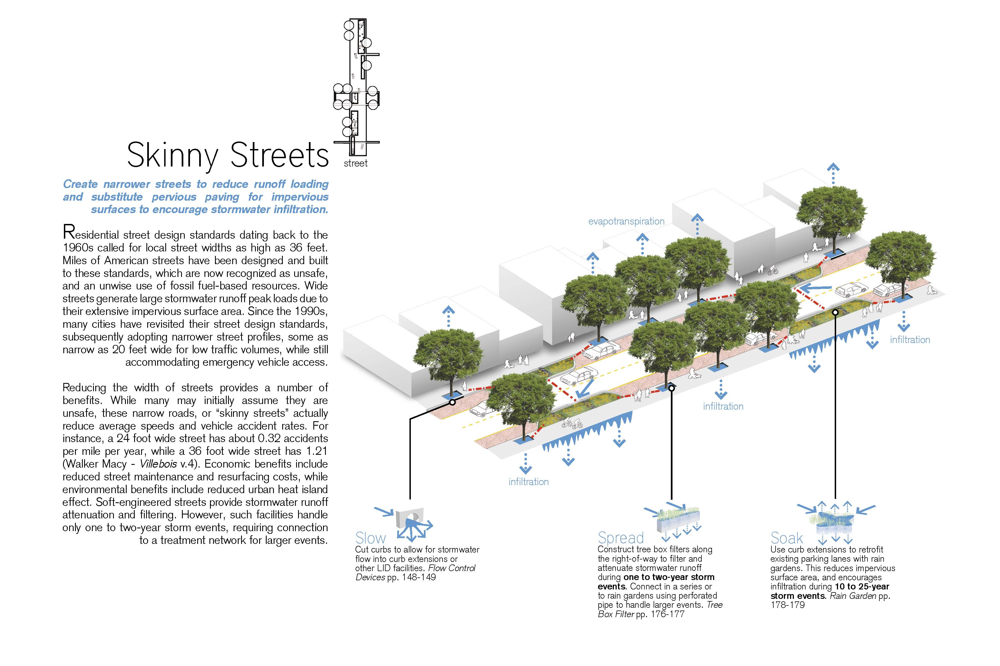 street
Skinny Streets
Create narrower streets to reduce runoff loading
and substitute pervious paving for impervious
surfaces to encourage stormwater infiltration.
Residential street design standards dating back to the
1960s called for local street widths as high as 36 feet.
Miles of American streets have been designed and built
to these standards, which are now recognized as unsafe,
and an unwise use of fossil fuel-based resources. Wide
streets generate large stormwater runoff peak loads due to
their extensive impervious surface area. Since the 1990s,
many cities have revisited their street design standards,
subsequently adopting narrower street profiles, some as
narrow as 20 feet wide for low traffic volumes, while still
accommodating emergency vehicle access.
Reducing the width of streets provides a number of
benefits. While many may initially assume they are
unsafe, these narrow roads, or “skinny streets” actually
reduce average speeds and vehicle accident rates. For
instance, a 24 foot wide street has about 0.32 accidents
per mile per year, while a 36 foot wide street has 1.21
(Walker Macy - Villebois v.4). Economic benefits include
reduced street maintenance and resurfacing costs, while
environmental benefits include reduced urban heat island
effect. Soft-engineered streets provide stormwater runoff
attenuation and filtering. However, such facilities handle
only one to two-year storm events, requiring connection
to a treatment network for larger events.
evapotranspiration
infiltration
infiltration
infiltration
Slow
Cut curbs to allow for stormwater
flow into curb extensions or
other LID facilities. Flow Control
Devices pp. 148-149
Spread
Construct tree box filters along
the right-of-way to filter and
attenuate stormwater runoff
during one to two-year storm
events. Connect in a series or
to rain gardens using perforated
pipe to handle larger events. Tree
Box Filter pp. 176-177
Soak
Use curb extensions to retrofit
existing parking lanes with rain
gardens. This reduces impervious
surface area, and encourages
infiltration during 10 to 25-year
storm events. Rain Garden pp.
178-179